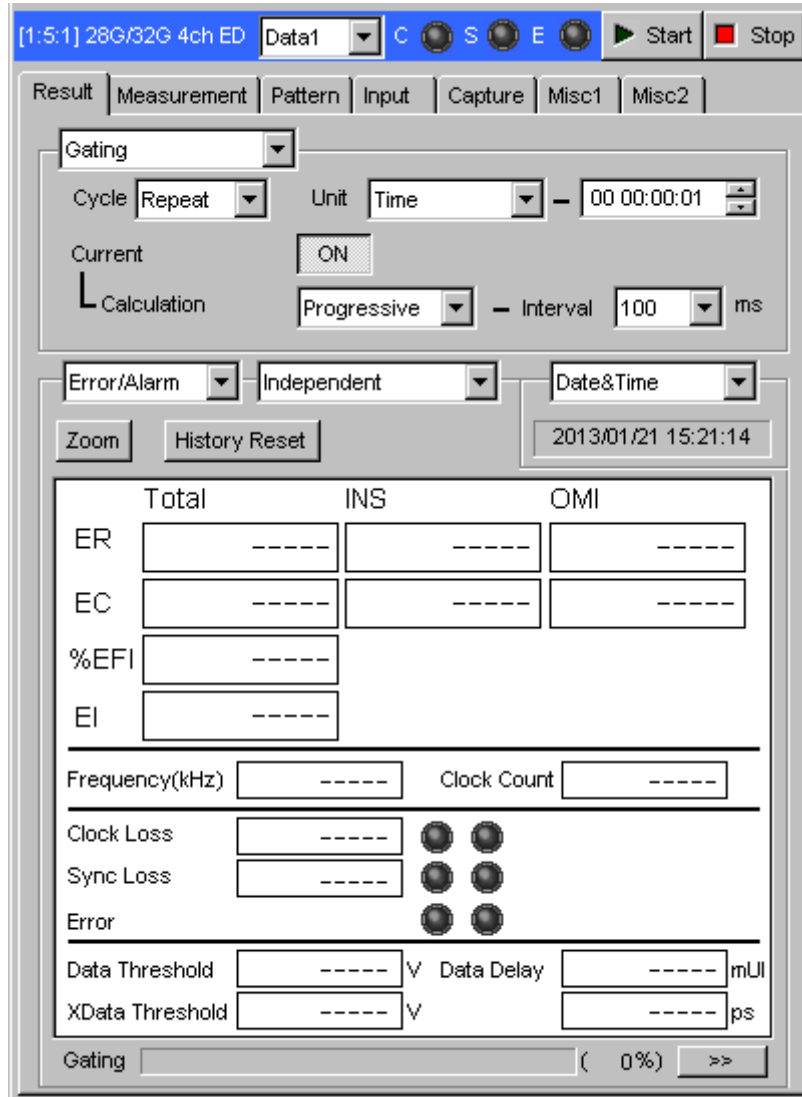 [1:5:1] 28G/32G 4ch ED Data1 C S E Start Stop
Result Measurement Pattern Input Capture Misc1 Misc2
Gating
Cycle Repeat Unit Time – 00 00:00:01
Current ON
Calculation Progressive – Interval 100 ms
Error/Alarm Independent Date&Time
Zoom History Reset 2013/01/21 15:21:14
Total INS OMI
ER ----- ----- -----
EC ----- ----- -----
%EFI -----
EI -----
Frequency(kHz) ----- Clock Count -----
Clock Loss -----
Sync Loss -----
Error
Data Threshold ----- V Data Delay ----- mUI
XData Threshold ----- V ----- ps
Gating ( 0%) >>